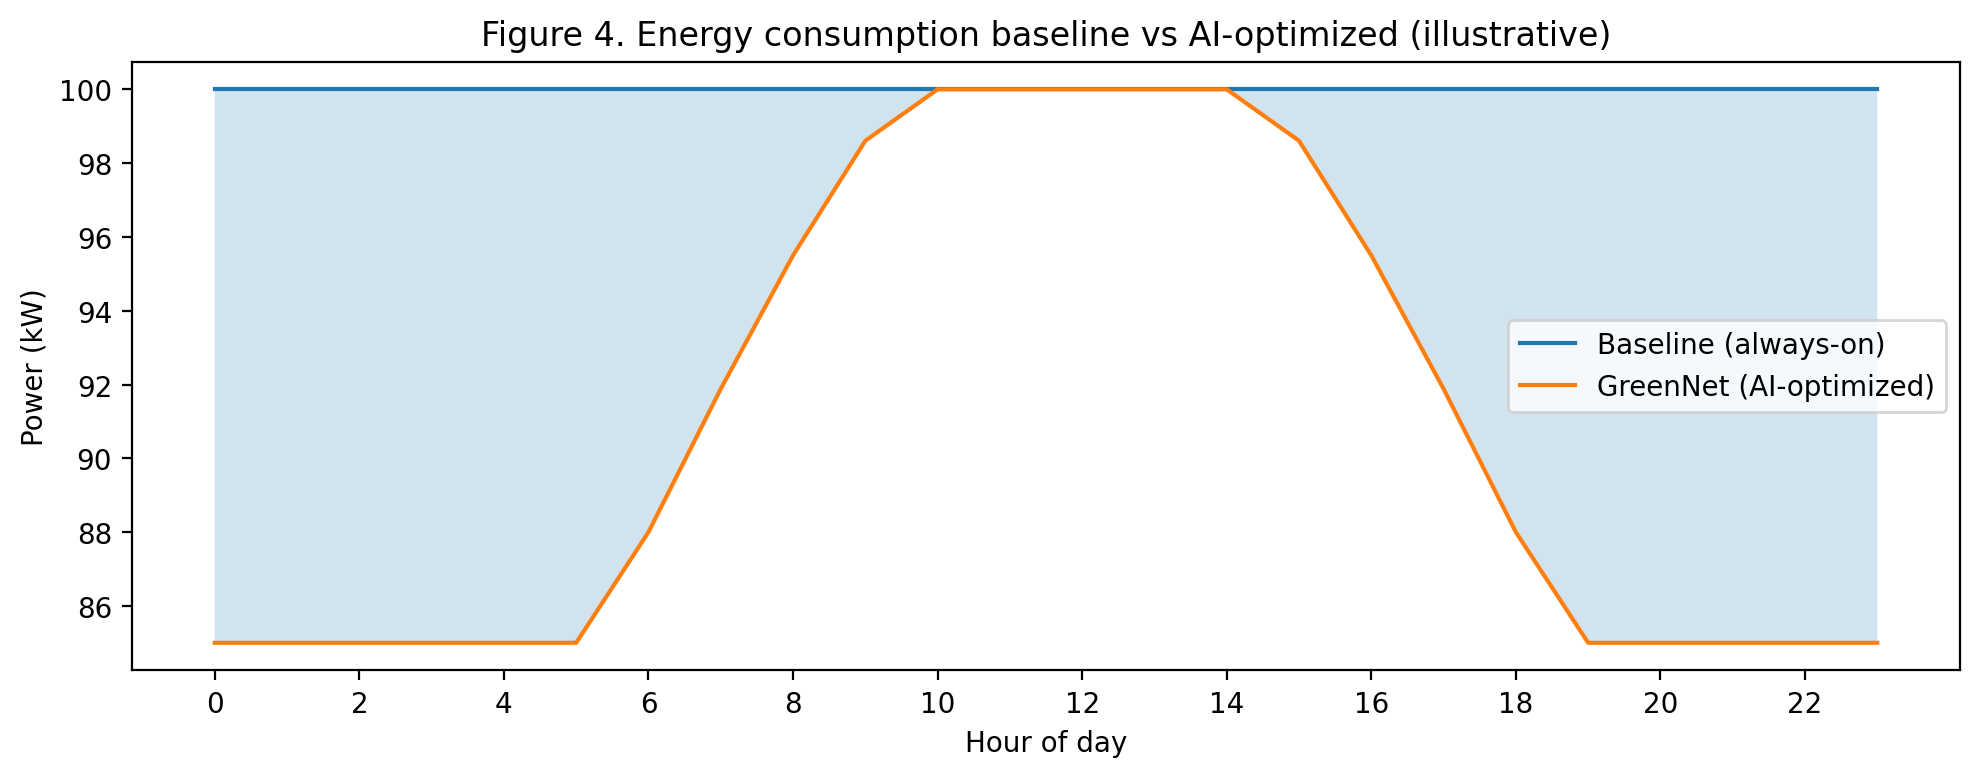 Figure 4. Energy consumption baseline vs AI-optimized (illustrative)
100
98
96
94
92
90
88
86
Power (kW)
Baseline (always-on)
GreenNet (AI-optimized)
0 2 4 6 8 10 12 14 16 18 20 22
Hour of day